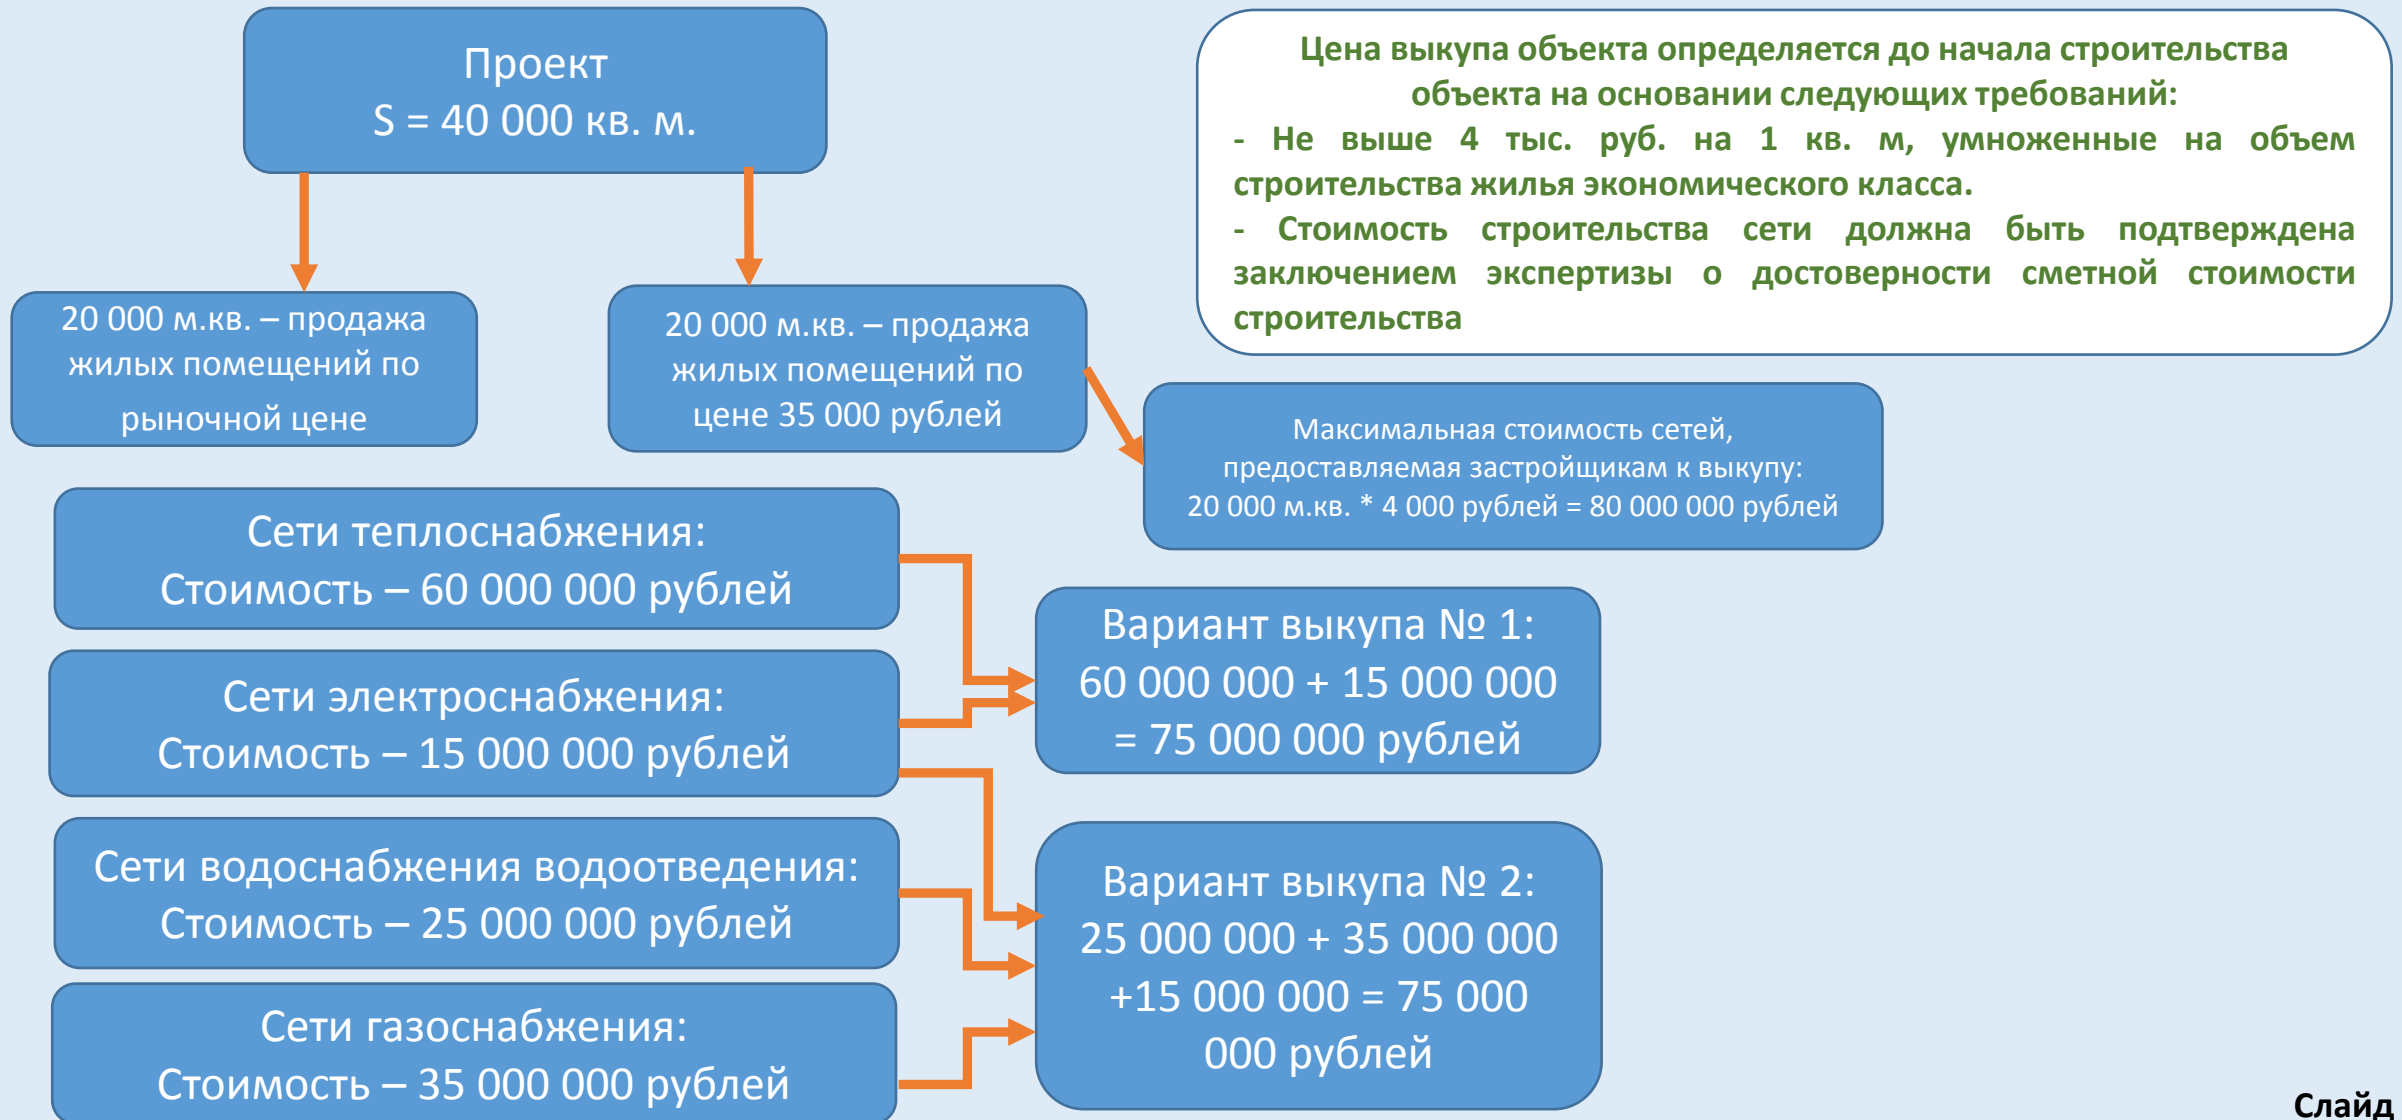 Проект
S = 40 000 кв. м.
Цена выкупа объекта определяется до начала строительства
объекта на основании следующих требований:
- Не выше 4 тыс. руб. на 1 кв. м, умноженные на объем
строительства жилья экономического класса.
- Стоимость строительства сети должна быть подтверждена
заключением экспертизы о достоверности сметной стоимости
строительства
20 000 м.кв. – продажа
жилых помещений по
рыночной цене
20 000 м.кв. – продажа
жилых помещений по
цене 35 000 рублей
Максимальная стоимость сетей,
предоставляемая застройщикам к выкупу:
20 000 м.кв. * 4 000 рублей = 80 000 000 рублей
Сети теплоснабжения:
Стоимость – 60 000 000 рублей
Сети электроснабжения:
Стоимость – 15 000 000 рублей
Сети водоснабжения водоотведения:
Стоимость – 25 000 000 рублей
Сети газоснабжения:
Стоимость – 35 000 000 рублей
Вариант выкупа № 1:
60 000 000 + 15 000 000
= 75 000 000 рублей
Вариант выкупа № 2:
25 000 000 + 35 000 000
+15 000 000 = 75 000
000 рублей
Слайд